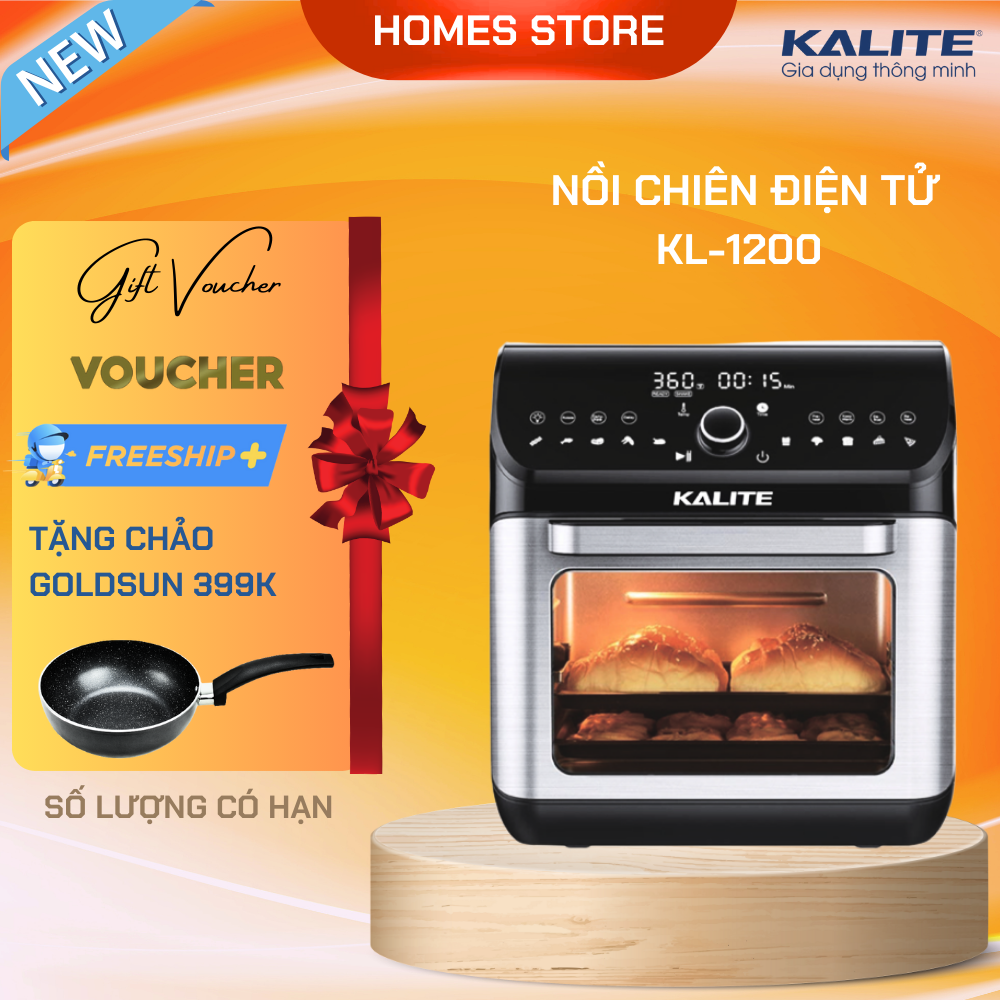 NEW
HOMES STORE
KALITE®
Gia dụng thông minh
NỒI CHIÊN ĐIỆN TỬ
KL-1200
Gift Voucher
VOUCHER
FREESHIP+
TẶNG CHẢO
GOLDSUN 399K
SỐ LƯỢNG CÓ HẠN
360 00:15 Min
KALITE